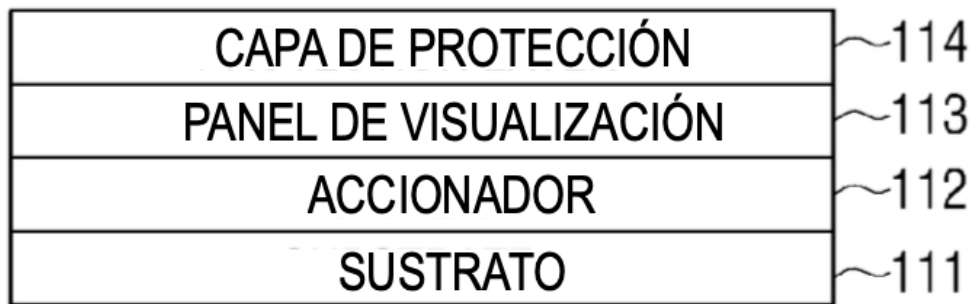 CAPA DE PROTECCIÓN 114
PANEL DE VISUALIZACIÓN 113
ACCIONADOR 112
SUSTRATO 111